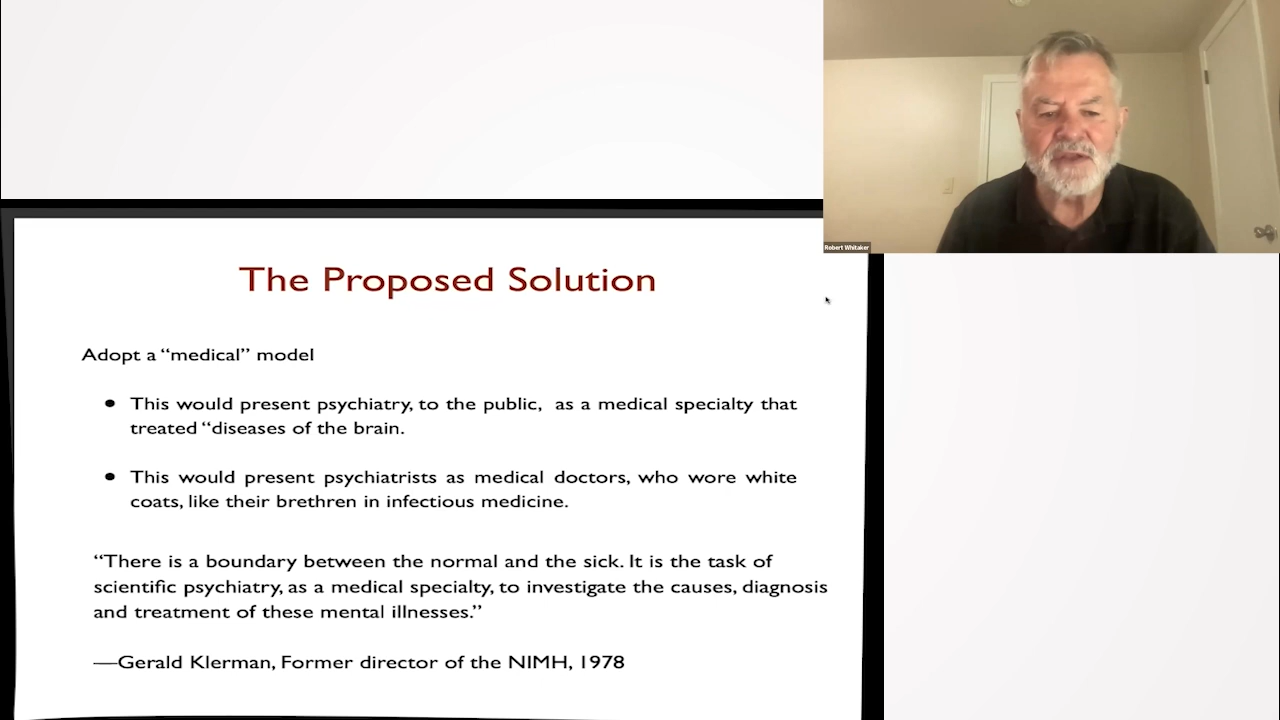 Robert Whitaker
The Proposed Solution
Adopt a “medical” model
• This would present psychiatry, to the public,  as a medical specialty that
treated “diseases of the brain.
• This would present psychiatrists as medical doctors, who wore white
coats, like their brethren in infectious medicine.
“There is a boundary between the normal and the sick. It is the task of
scientific psychiatry, as a medical specialty, to investigate the causes, diagnosis
and treatment of these mental illnesses.”
—Gerald Klerman, Former director of the NIMH, 1978